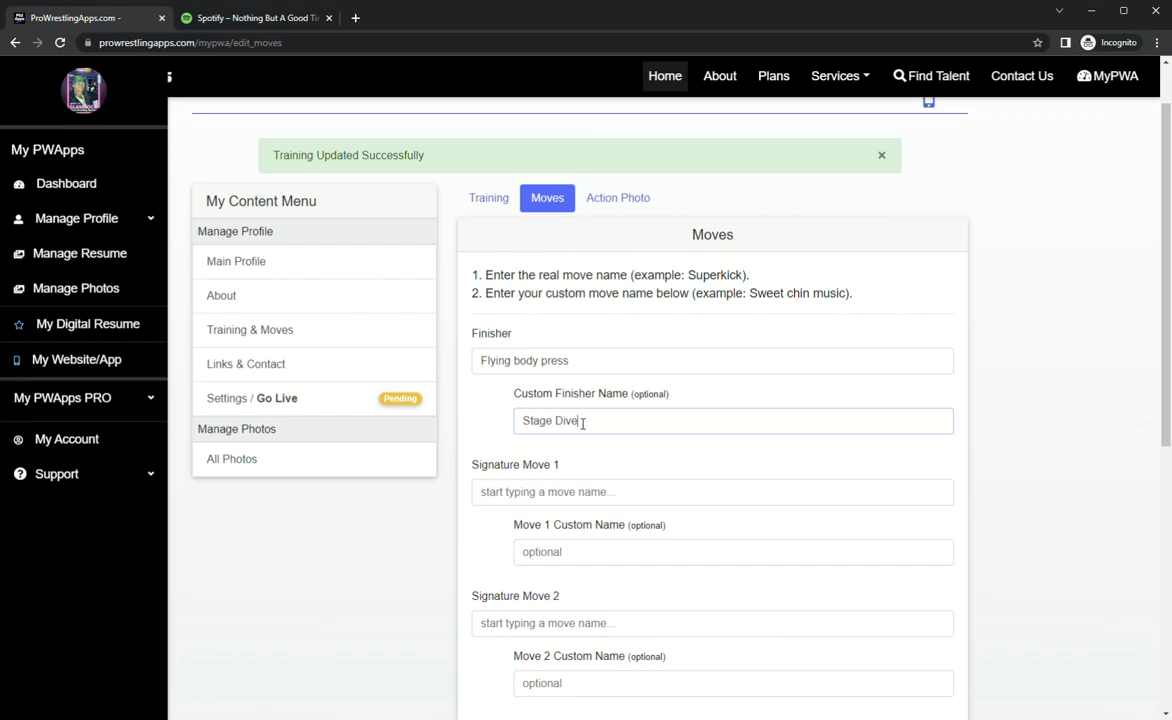 ProWrestlingApps.com -
Spotify – Nothing But A Good Ti
prowrestlingapps.com/mypwa/edit_moves
Incognito
Home
About
Plans
Services
Find Talent
Contact Us
MyPWA
My PWApps
Dashboard
Manage Profile
Manage Resume
Manage Photos
My Digital Resume
My Website/App
My PWApps PRO
My Account
Support
Training Updated Successfully
×
My Content Menu
Manage Profile
Main Profile
About
Training & Moves
Links & Contact
Settings / Go Live
Pending
Manage Photos
All Photos
Training
Moves
Action Photo
Moves
1. Enter the real move name (example: Superkick).
2. Enter your custom move name below (example: Sweet chin music).
Finisher
Flying body press
Custom Finisher Name (optional)
Stage Dive
Signature Move 1
start typing a move name...
Move 1 Custom Name (optional)
optional
Signature Move 2
start typing a move name...
Move 2 Custom Name (optional)
optional